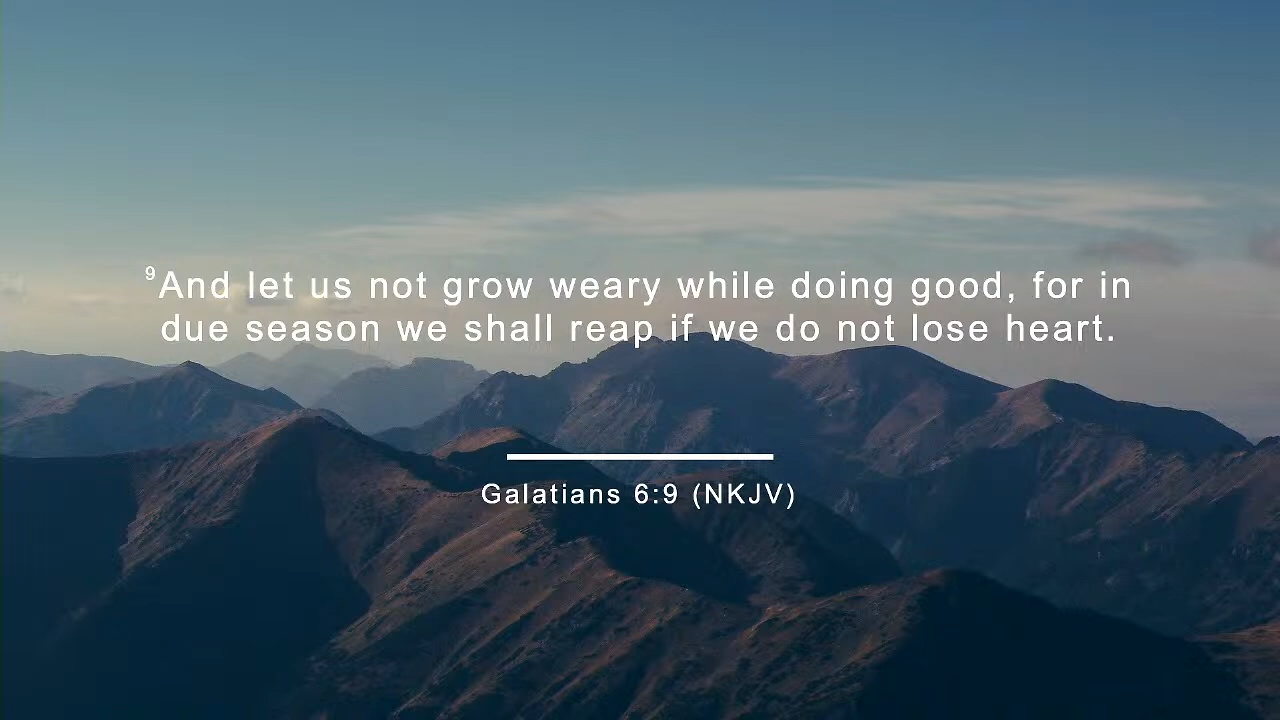 ⁹And let us not grow weary while doing good, for in
due season we shall reap if we do not lose heart.
Galatians 6:9 (NKJV)